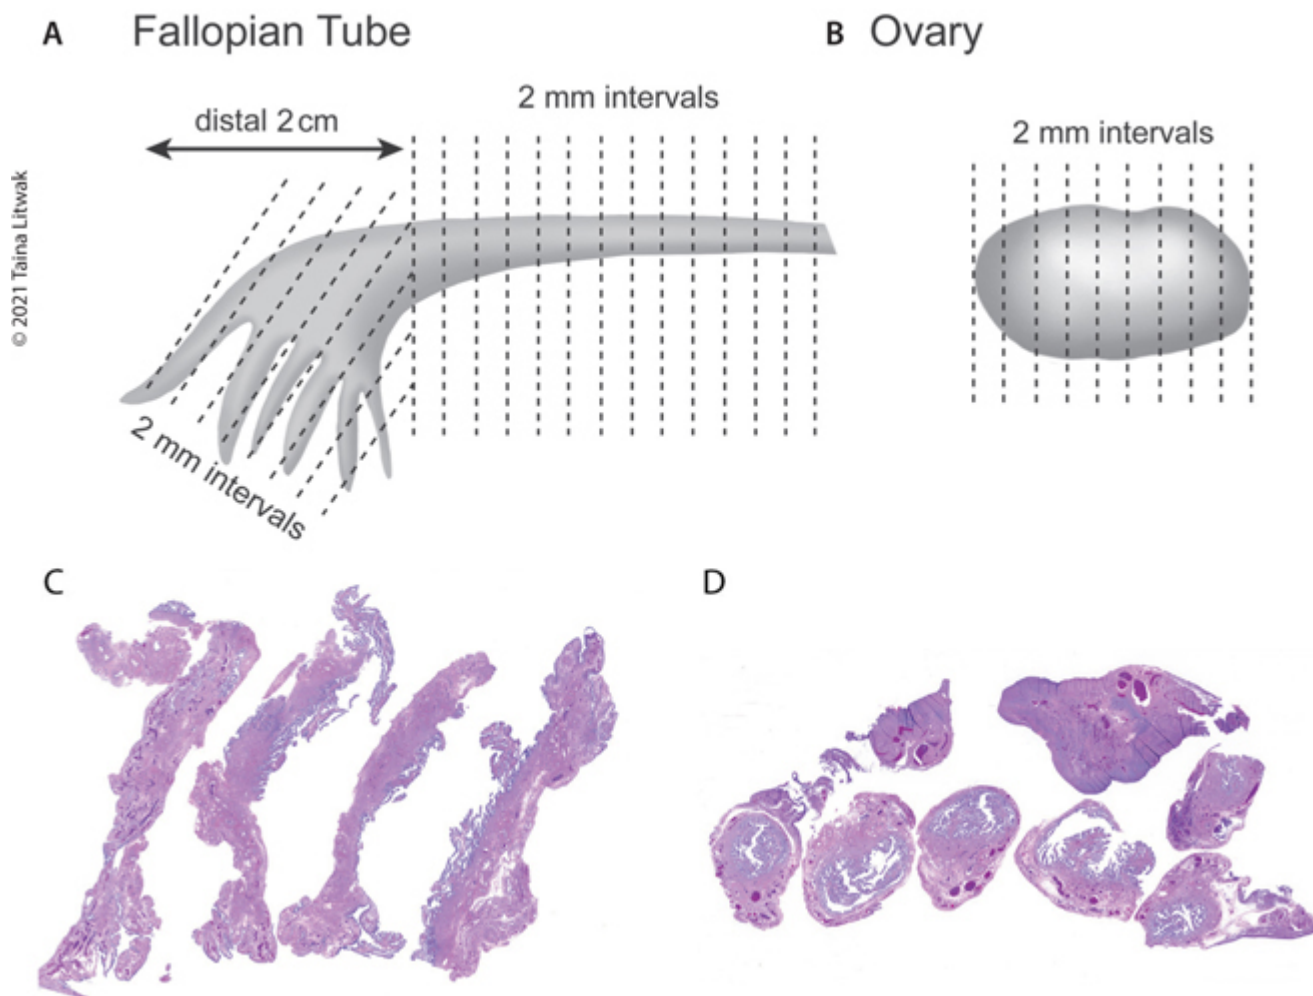 A Fallopian Tube
B Ovary
2 mm intervals
distal 2 cm
2 mm intervals
© 2021 Taina Litwak
2 mm intervals
C
D